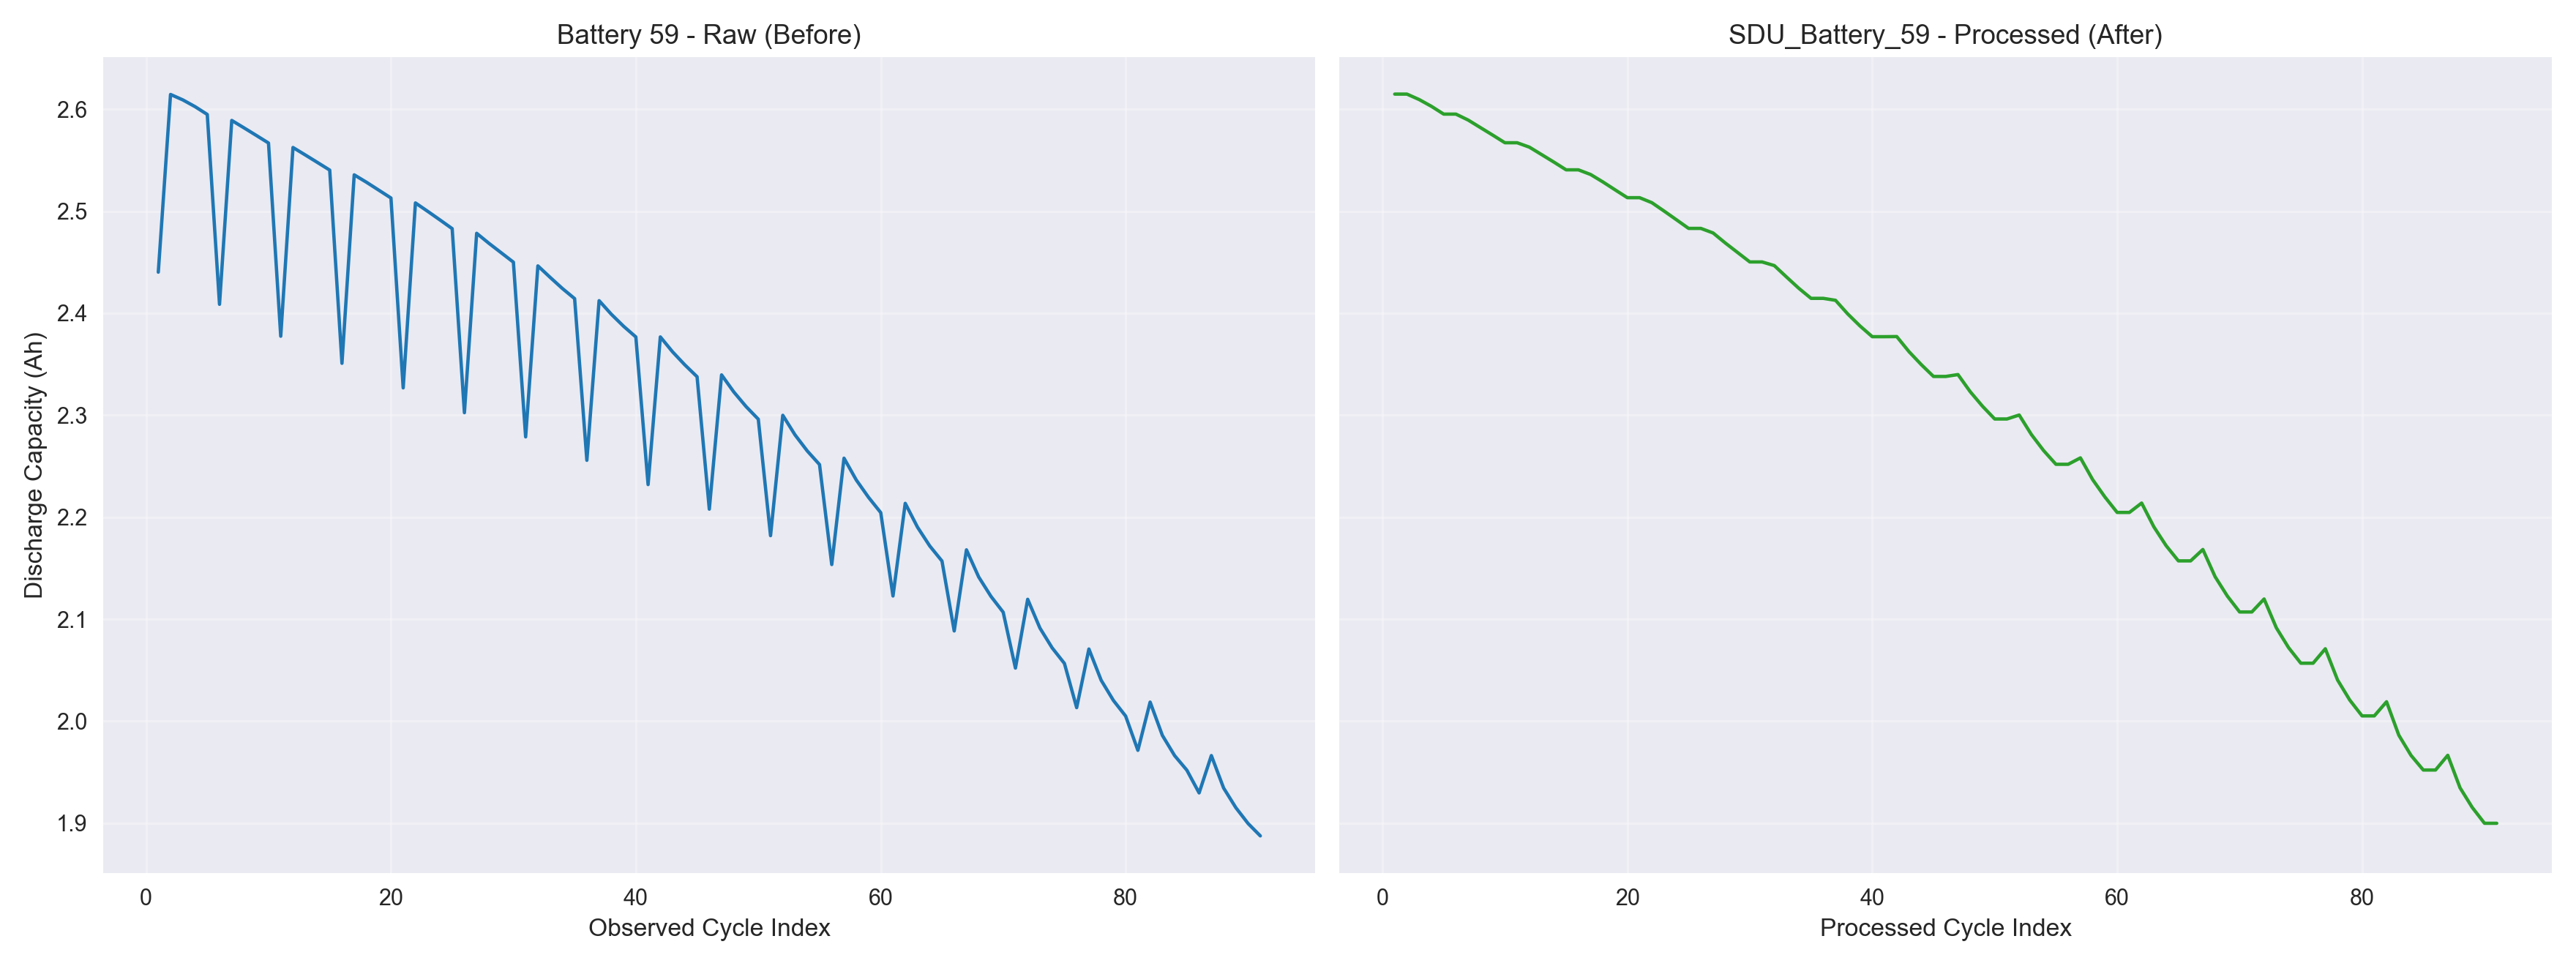 Battery 59 - Raw (Before)
Discharge Capacity (Ah)
2.6
2.5
2.4
2.3
2.2
2.1
2.0
1.9
0 20 40 60 80
Observed Cycle Index
SDU_Battery_59 - Processed (After)
0 20 40 60 80
Processed Cycle Index